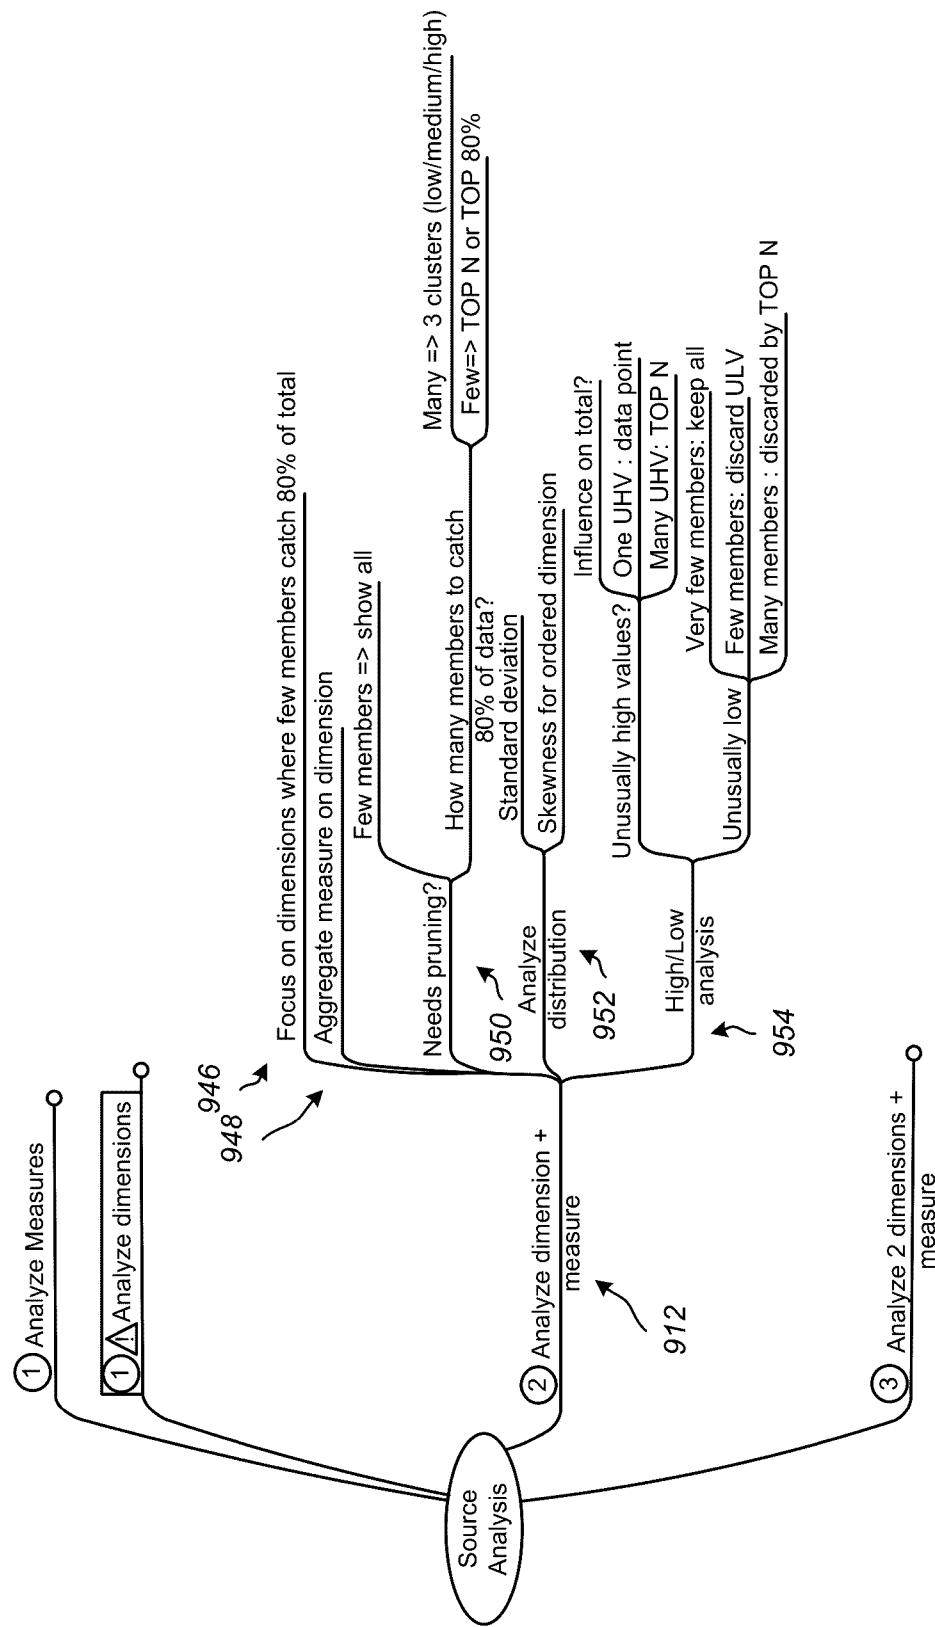 Source
Analysis
1 Analyze Measures
1 Analyze dimensions
2 Analyze dimension +
measure
912
3 Analyze 2 dimensions +
measure
946
948
Focus on dimensions where few members catch 80% of total
Aggregate measure on dimension
Needs pruning?
950
Few members => show all
How many members to catch
80% of data?
Many => 3 clusters (low/medium/high)
Few=> TOP N or TOP 80%
Analyze
distribution
952
Standard deviation
Skewness for ordered dimension
High/Low
analysis
954
Unusually high values?
Influence on total?
One UHV : data point
Many UHV: TOP N
Unusually low
Very few members: keep all
Few members: discard ULV
Many members : discarded by TOP N